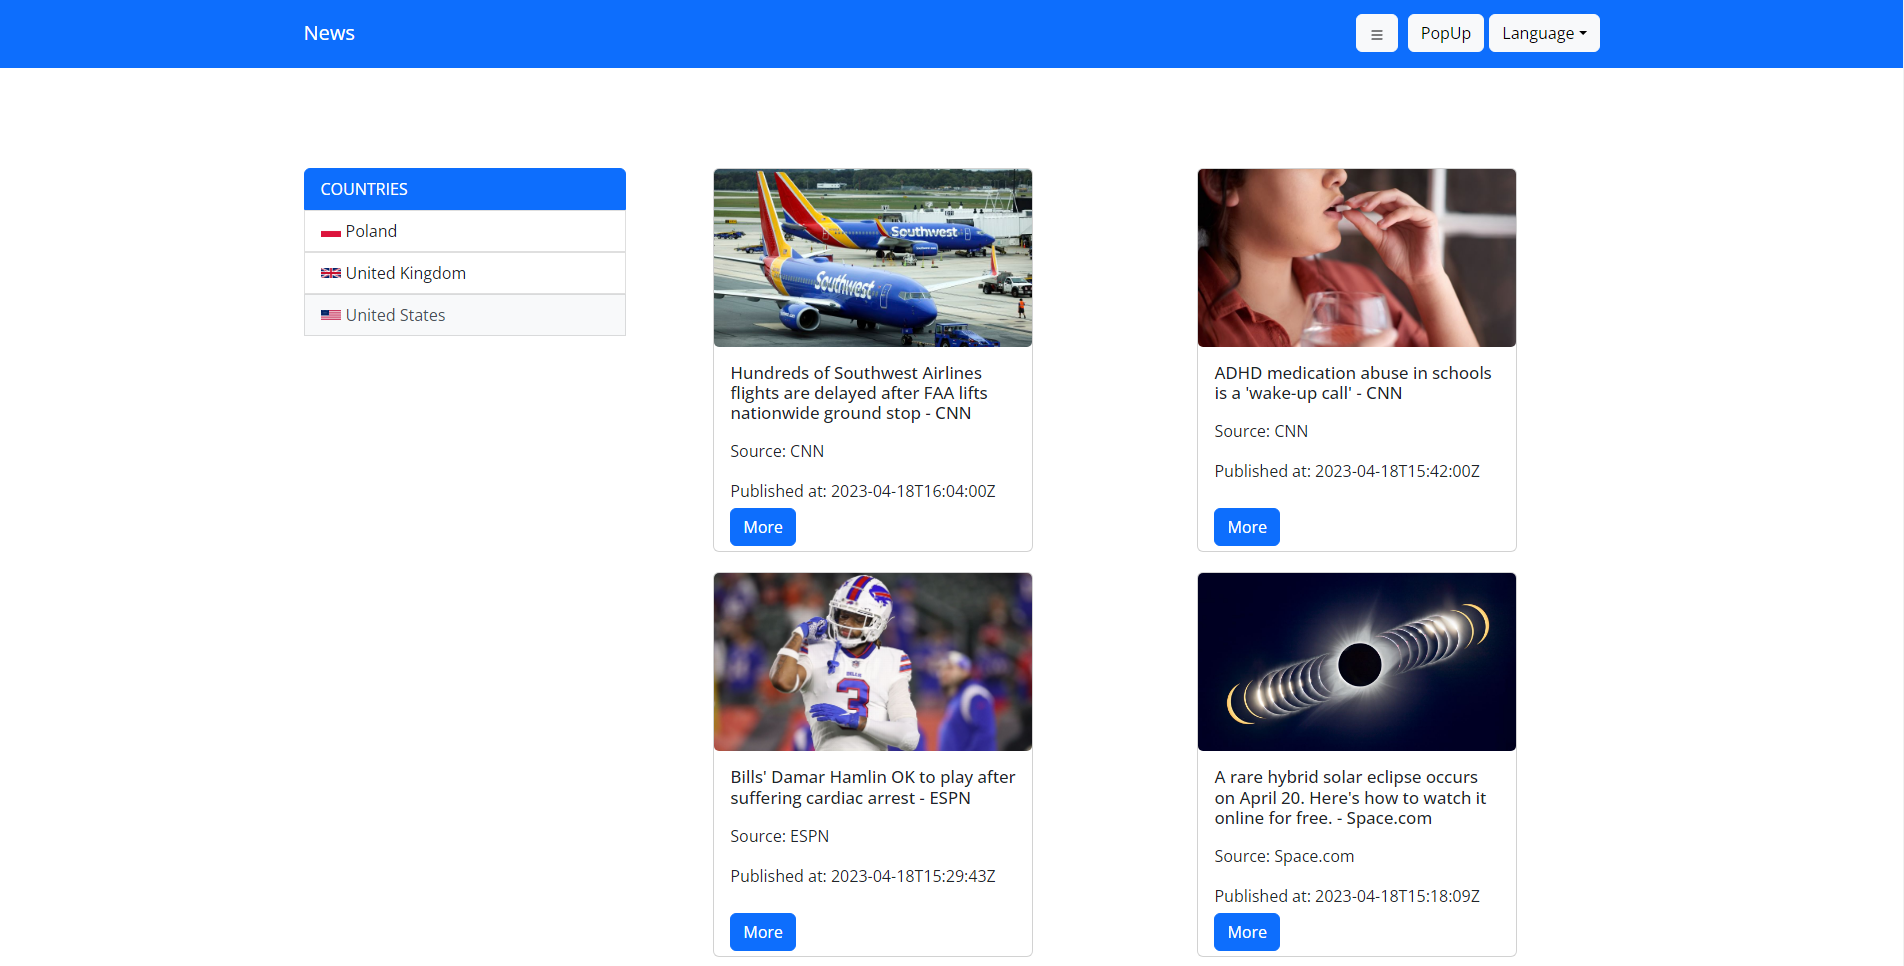 News
PopUp
Language
COUNTRIES
Poland
United Kingdom
United States
Southwest
Southwest
Hundreds of Southwest Airlines
flights are delayed after FAA lifts
nationwide ground stop - CNN
Source: CNN
Published at: 2023-04-18T16:04:00Z
More
ADHD medication abuse in schools
is a 'wake-up call' - CNN
Source: CNN
Published at: 2023-04-18T15:42:00Z
More
BILLS
3
Bills' Damar Hamlin OK to play after
suffering cardiac arrest - ESPN
Source: ESPN
Published at: 2023-04-18T15:29:43Z
More
A rare hybrid solar eclipse occurs
on April 20. Here's how to watch it
online for free. - Space.com
Source: Space.com
Published at: 2023-04-18T15:18:09Z
More